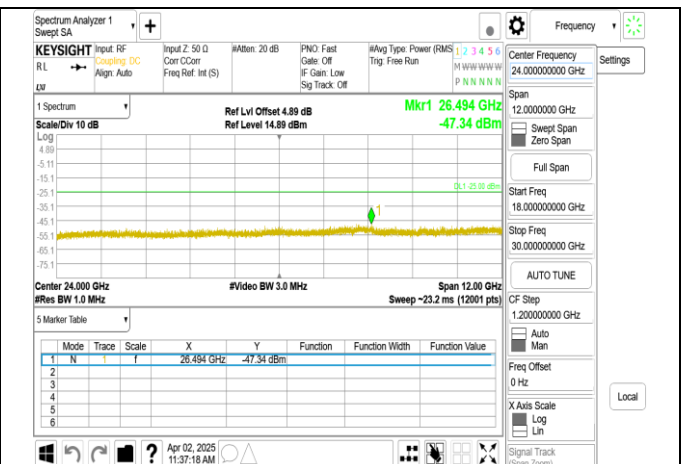 Spectrum Analyzer 1
Swept SA
+
Frequency
KEYSIGHT
RL
Input: RF
Coupling: DC
Align: Auto
Input Z: 50 Ω
Corr CCorr
Freq Ref: Int (S)
#Atten: 20 dB
PNO: Fast
Gate: Off
IF Gain: Low
Sig Track: Off
#Avg Type: Power (RMS
Trig: Free Run
1 2 3 4 5 6
M W W W W W
P N N N N N
Settings
Center Frequency
24.000000000 GHz
Span
12.0000000 GHz
Swept Span
Zero Span
Full Span
Start Freq
18.000000000 GHz
Stop Freq
30.000000000 GHz
AUTO TUNE
CF Step
1.200000000 GHz
Auto
Man
Freq Offset
0 Hz
X Axis Scale
Log
Lin
Signal Track
(Span Zoom)
Local
1 Spectrum
Scale/Div 10 dB
Ref Lvl Offset 4.89 dB
Ref Level 14.89 dBm
Mkr1 26.494 GHz
-47.34 dBm
Log
4.89
-5.11
-15.1
-25.1
-35.1
-45.1
-55.1
-65.1
-75.1
DL1 -25.00 dBm
1
Center 24.000 GHz
#Video BW 3.0 MHz
Span 12.00 GHz
#Res BW 1.0 MHz
Sweep ~23.2 ms (12001 pts)
5 Marker Table
Mode Trace Scale X Y Function Function Width Function Value
1 N 1 f 26.494 GHz -47.34 dBm
2
3
4
5
6
?
Apr 02, 2025
11:37:18 AM